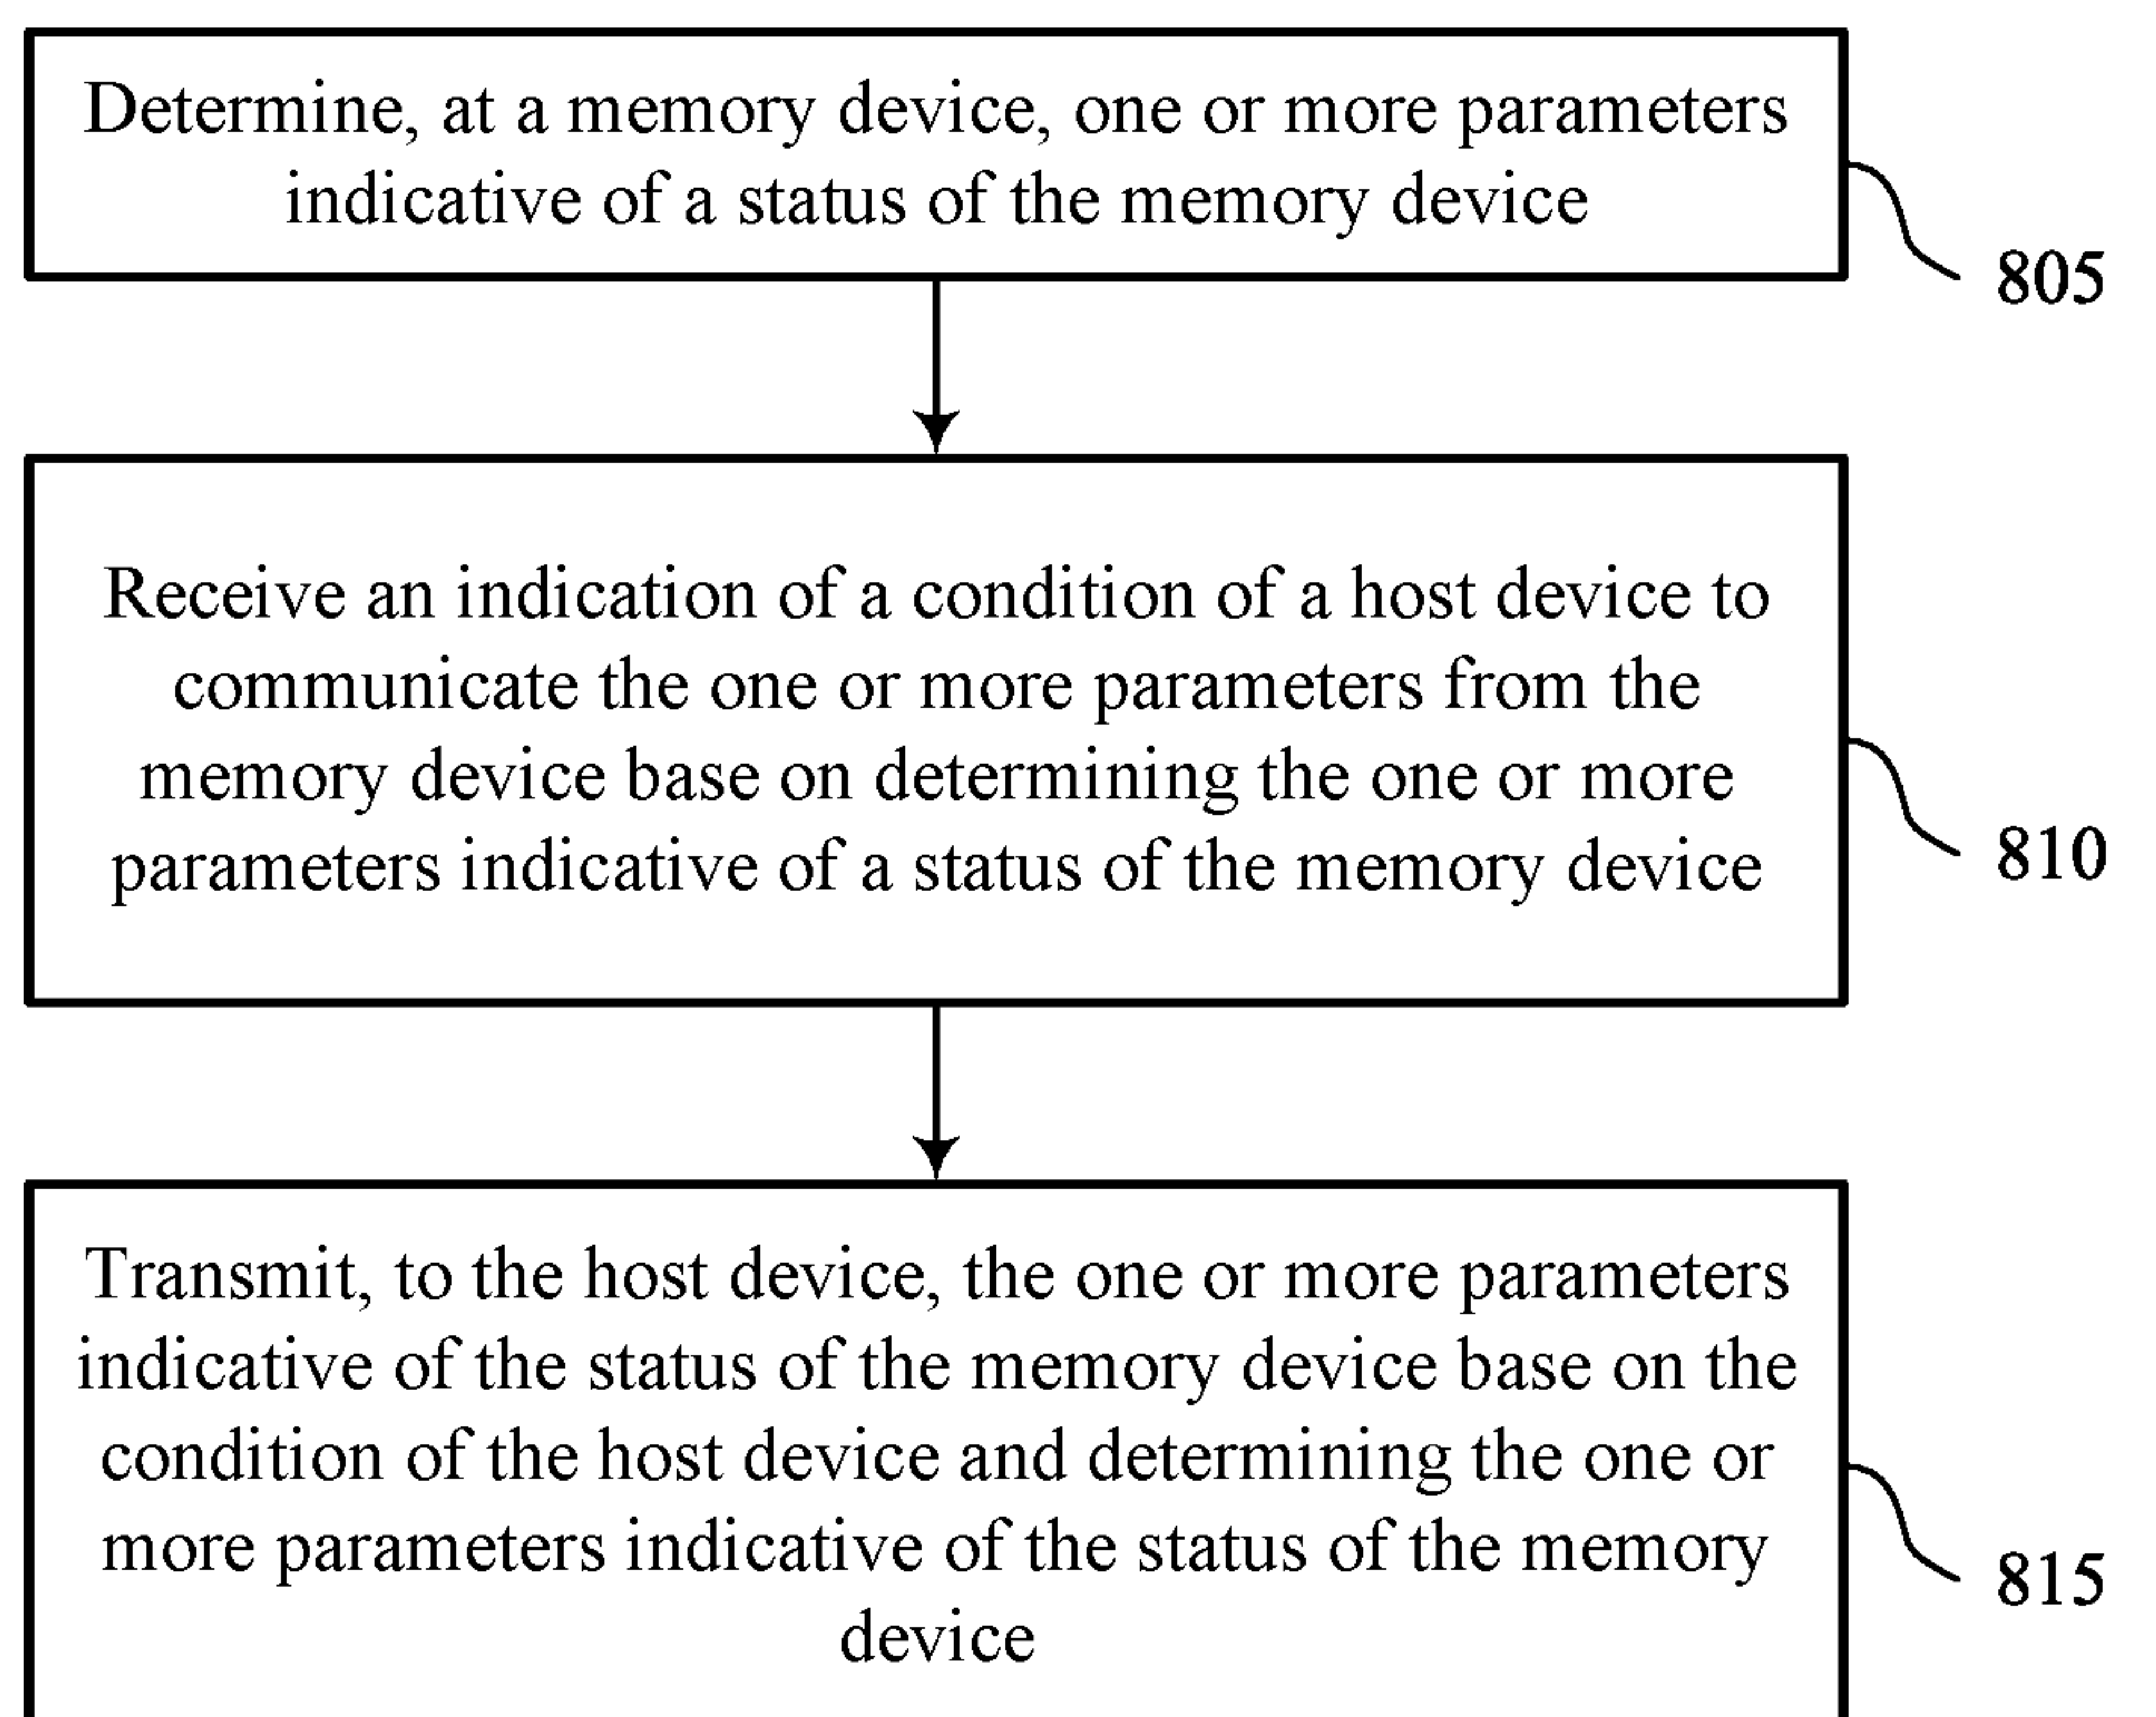 Determine, at a memory device, one or more parameters
indicative of a status of the memory device
805
Receive an indication of a condition of a host device to
communicate the one or more parameters from the
memory device base on determining the one or more
parameters indicative of a status of the memory device
810
Transmit, to the host device, the one or more parameters
indicative of the status of the memory device base on the
condition of the host device and determining the one or
more parameters indicative of the status of the memory
device
815